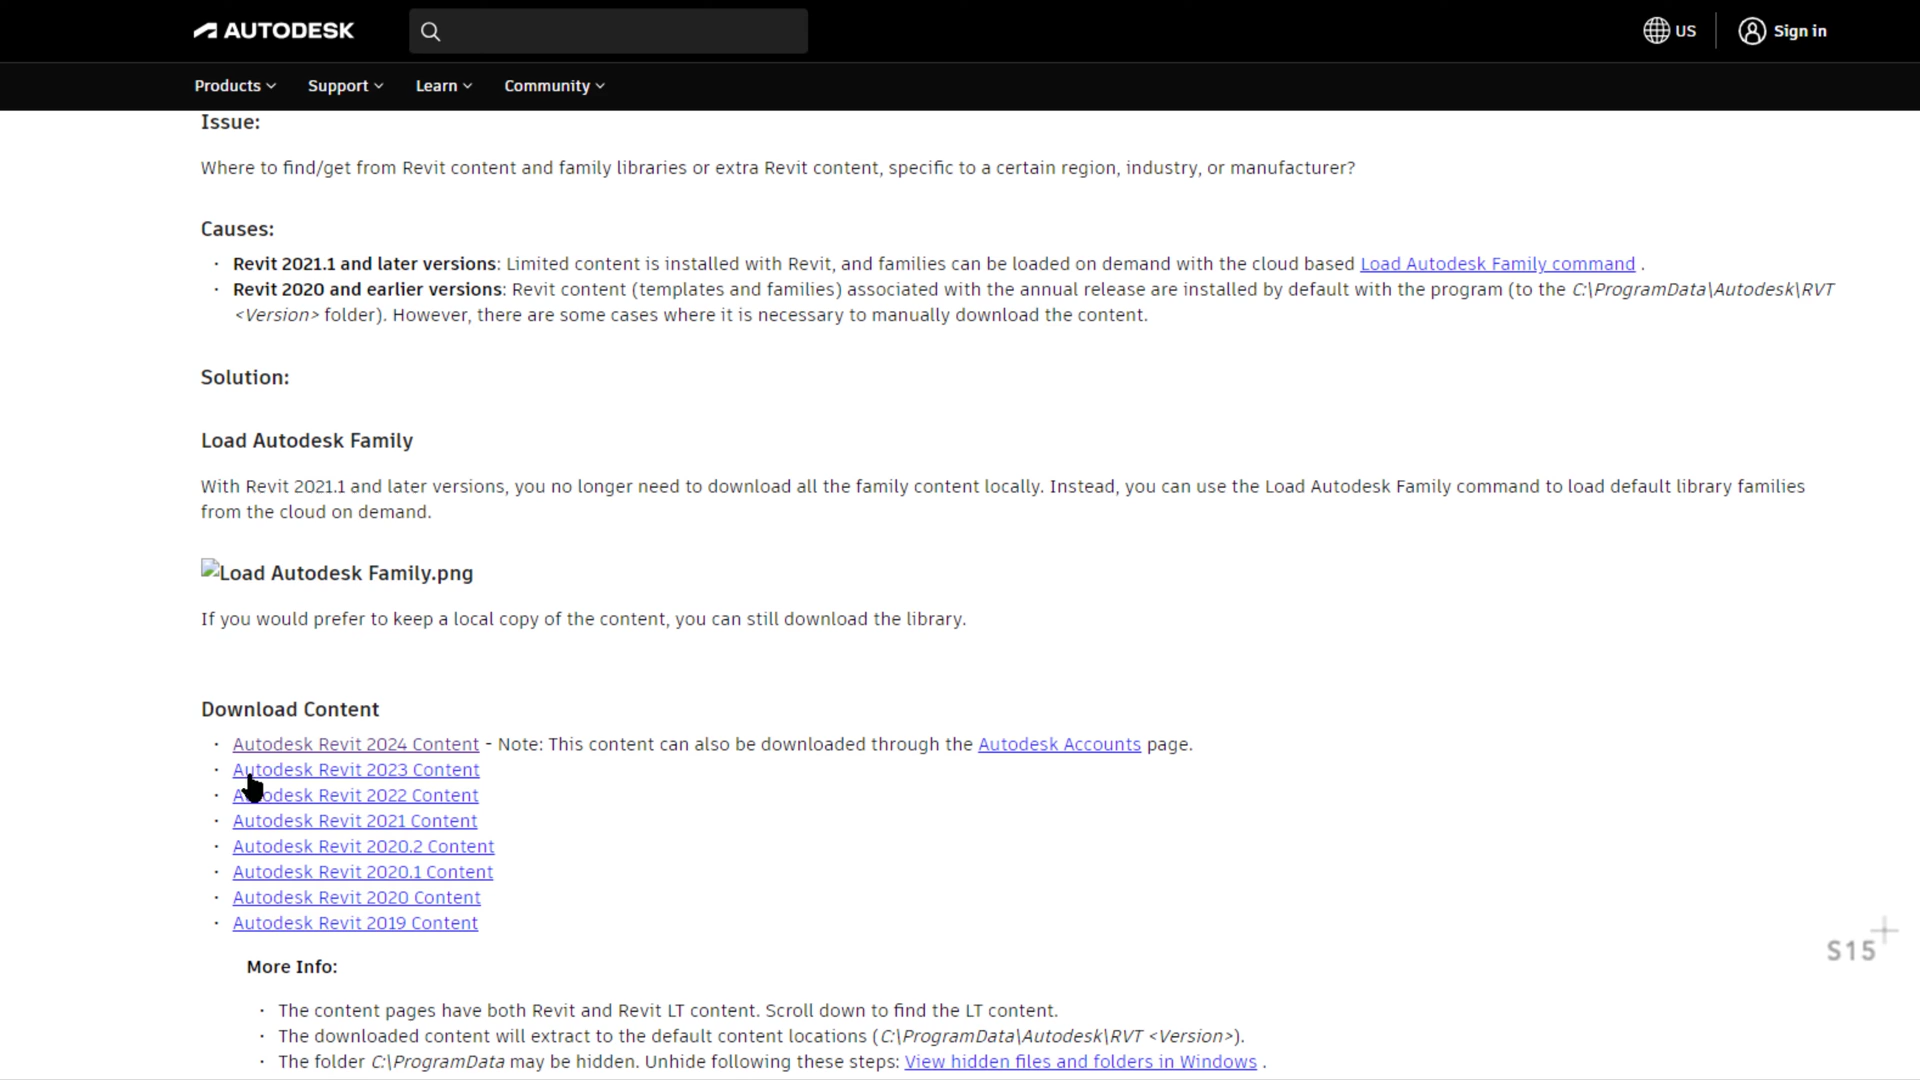 AUTODESK
US
Sign in
Products
Support
Learn
Community
Issue:
Where to find/get from Revit content and family libraries or extra Revit content, specific to a certain region, industry, or manufacturer?
Causes:
· Revit 2021.1 and later versions: Limited content is installed with Revit, and families can be loaded on demand with the cloud based Load Autodesk Family command .
· Revit 2020 and earlier versions: Revit content (templates and families) associated with the annual release are installed by default with the program (to the C:\ProgramData\Autodesk\RVT
<Version> folder). However, there are some cases where it is necessary to manually download the content.
Solution:
Load Autodesk Family
With Revit 2021.1 and later versions, you no longer need to download all the family content locally. Instead, you can use the Load Autodesk Family command to load default library families
from the cloud on demand.
Load Autodesk Family.png
If you would prefer to keep a local copy of the content, you can still download the library.
Download Content
· Autodesk Revit 2024 Content - Note: This content can also be downloaded through the Autodesk Accounts page.
· Autodesk Revit 2023 Content
· Autodesk Revit 2022 Content
· Autodesk Revit 2021 Content
· Autodesk Revit 2020.2 Content
· Autodesk Revit 2020.1 Content
· Autodesk Revit 2020 Content
· Autodesk Revit 2019 Content
S15+
More Info:
· The content pages have both Revit and Revit LT content. Scroll down to find the LT content.
· The downloaded content will extract to the default content locations (C:\ProgramData\Autodesk\RVT <Version>).
· The folder C:\ProgramData may be hidden. Unhide following these steps: View hidden files and folders in Windows .